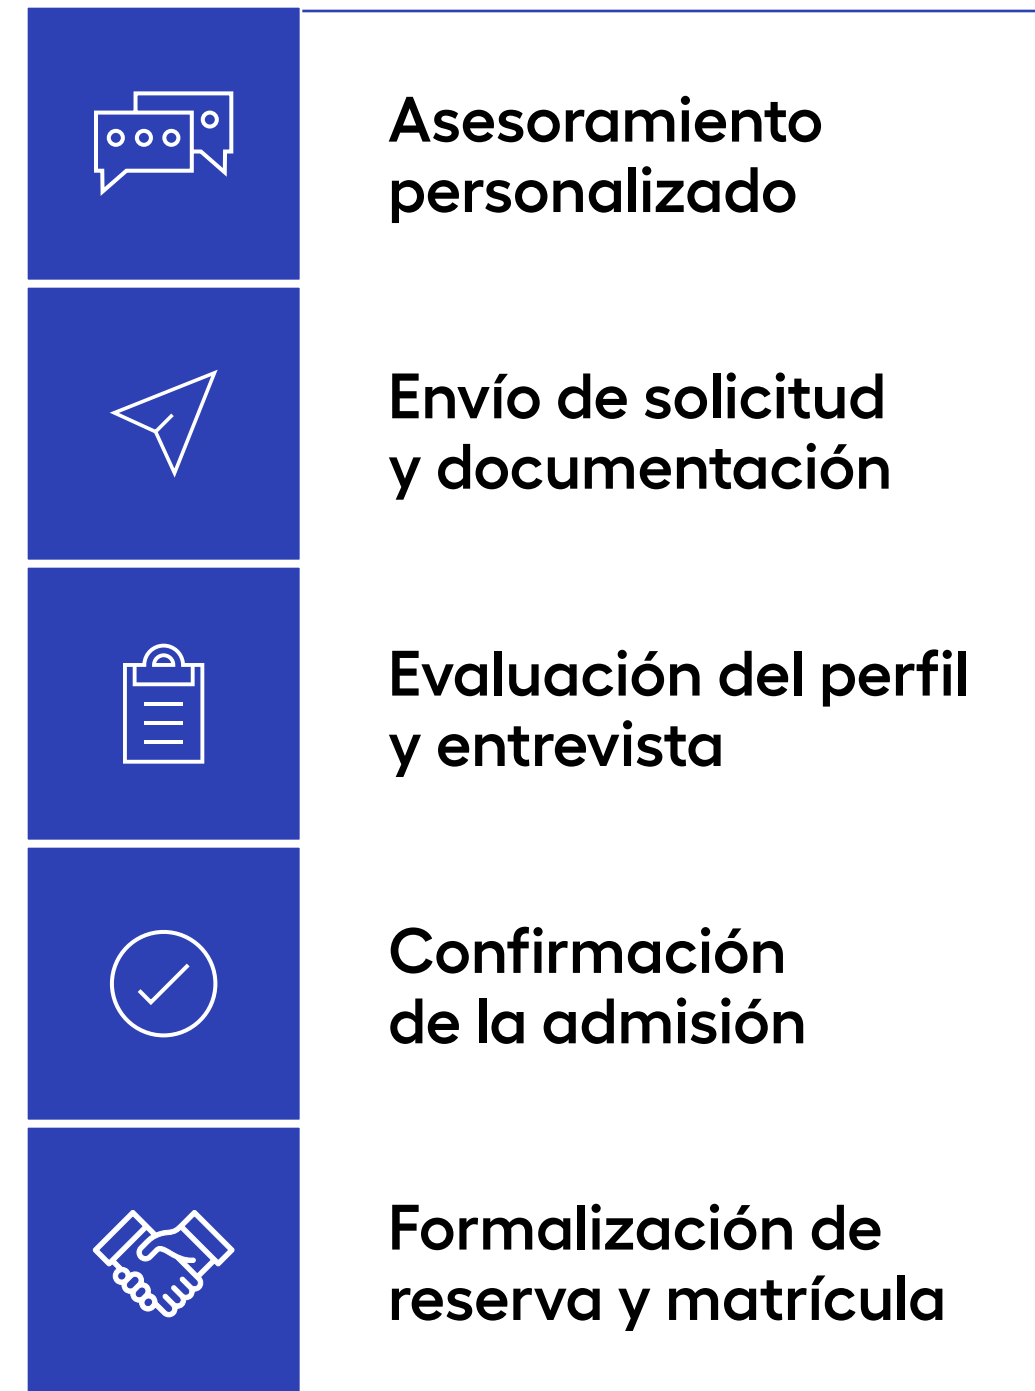 Asesoramiento
personalizado
Envío de solicitud
y documentación
Evaluación del perfil
y entrevista
Confirmación
de la admisión
Formalización de
reserva y matrícula